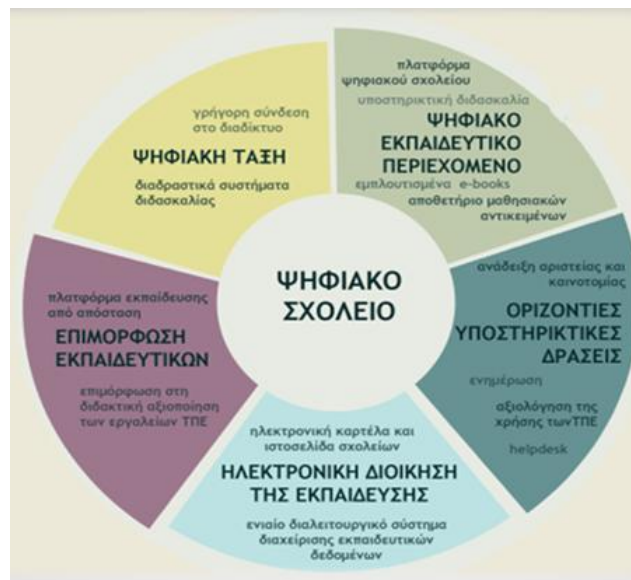 πλατφόρμα
ψηφιακού σχολείου
υποστηρικτική διδασκαλία
ΨΗΦΙΑΚΟ
ΕΚΠΑΙΔΕΥΤΙΚΟ
ΠΕΡΙΕΧΟΜΕΝΟ
εμπλουτισμένα e-books
αποθετήριο μαθησιακών
αντικειμένων
γρήγορη σύνδεση
στο διαδίκτυο
ΨΗΦΙΑΚΗ ΤΑΞΗ
διαδραστικά συστήματα
διδασκαλίας
ΨΗΦΙΑΚΟ
ΣΧΟΛΕΙΟ
ανάδειξη αριστείας και
καινοτομίας
ΟΡΙΖΟΝΤΙΕΣ
ΥΠΟΣΤΗΡΙΚΤΙΚΕΣ
ΔΡΑΣΕΙΣ
ενημέρωση
αξιολόγηση της
χρήσης τωνΤΠΕ
helpdesk
πλατφόρμα εκπαίδευσης
από απόσταση
ΕΠΙΜΟΡΦΩΣΗ
ΕΚΠΑΙΔΕΥΤΙΚΩΝ
επιμόρφωση στη
διδακτική αξιοποίηση
των εργαλείων ΤΠΕ
ηλεκτρονική καρτέλα και
ιστοσελίδα σχολείων
ΗΛΕΚΤΡΟΝΙΚΗ ΔΙΟΙΚΗΣΗ
ΤΗΣ ΕΚΠΑΙΔΕΥΣΗΣ
ενιαίο διαλειτουργικό σύστημα
διαχείρισης εκπαιδευτικών
δεδομένων